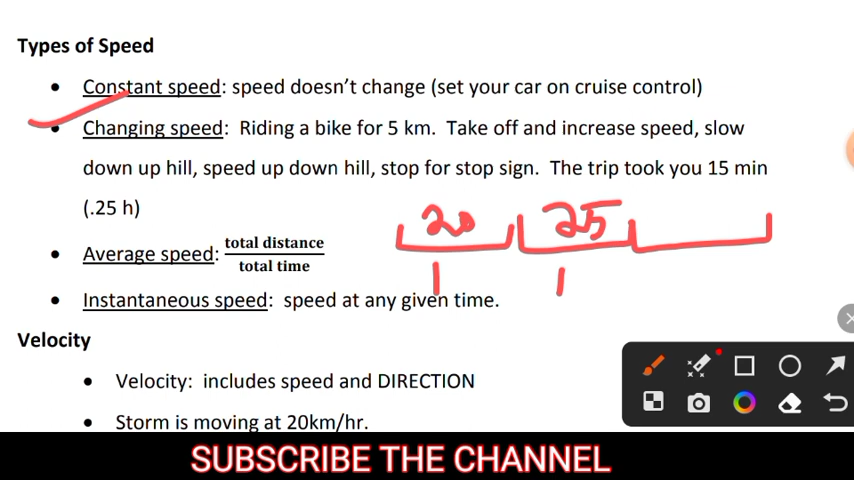 Types of Speed
• Constant speed: speed doesn't change (set your car on cruise control)
• Changing speed: Riding a bike for 5 km. Take off and increase speed, slow
down up hill, speed up down hill, stop for stop sign. The trip took you 15 min
(.25 h)
20 25
• Average speed: total distance
total time
1 1
• Instantaneous speed: speed at any given time.
Velocity
• Velocity: includes speed and DIRECTION
• Storm is moving at 20km/hr.
SUBSCRIBE THE CHANNEL